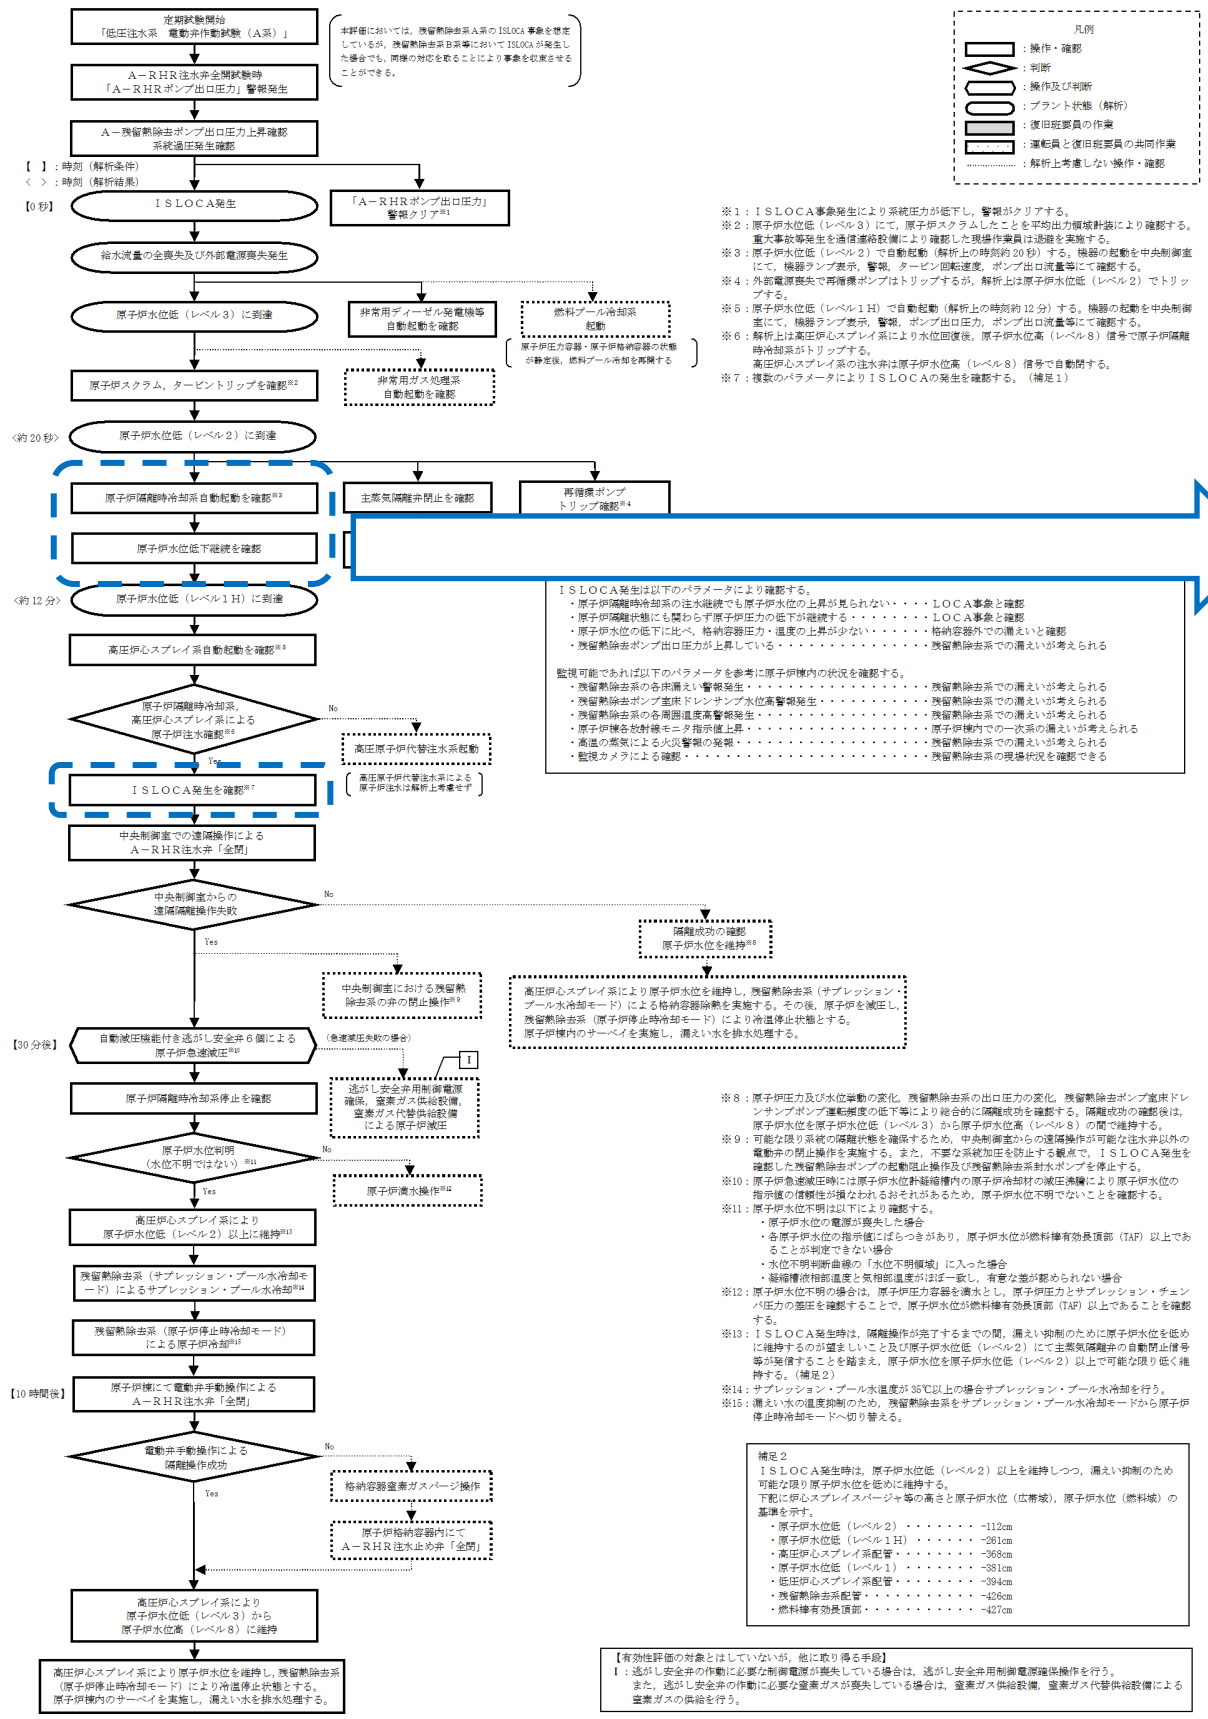 定期試験開始
「低圧注水系　電動弁作動試験（A系）」
本評価においては，残留熱除去系A系のISLOCA事象を想定
しているが，残留熱除去系B系等においてISLOCAが発生し
た場合でも，同様の対応を取ることにより事象を収束させる
ことができる。
凡例
：操作・確認
：判断
：操作及び判断
：プラント状態（解析）
：復旧班要員の作業
：運転員と復旧班要員の共同作業
：解析上考慮しない操作・確認
A－RHR注水弁全開試験時
「A－RHRポンプ出口圧力」警報発生
A－残留熱除去ポンプ出口圧力上昇確認
系統過圧発生確認
【　】：時刻（解析条件）
〈　〉：時刻（解析結果）
【0秒】
ISLOCA発生
「A－RHRポンプ出口圧力」
警報クリア※1
給水流量の全喪失及び外部電源喪失発生
原子炉水位低（レベル3）に到達
非常用ディーゼル発電機等
自動起動を確認
燃料プール冷却系
起動
原子炉圧力容器・原子炉格納容器の状態
が静定後，燃料プール冷却を再開する
原子炉スクラム，タービントリップを確認※2
非常用ガス処理系
自動起動を確認
〈約20秒〉
原子炉水位低（レベル2）に到達
原子炉隔離時冷却系自動起動を確認※3
主蒸気隔離弁閉止を確認
再循環ポンプ
トリップ確認※4
原子炉水位低下継続を確認
〈約12分〉
原子炉水位低（レベル1H）に到達
高圧炉心スプレイ系自動起動を確認※5
原子炉隔離時冷却系，
高圧炉心スプレイ系による
原子炉注水確認※6
No
Yes
高圧原子炉代替注水系起動
高圧原子炉代替注水系による
原子炉注水は解析上考慮せず
ISLOCA発生を確認※7
中央制御室での遠隔操作による
A－RHR注水弁「全閉」
中央制御室からの
遠隔隔離操作失敗
No
Yes
隔離成功の確認
原子炉水位を維持※8
中央制御室における残留熱
除去系の弁の閉止操作※9
高圧炉心スプレイ系により原子炉水位を維持し，残留熱除去系（サプレッション・
プール水冷却モード）による格納容器除熱を実施する。その後，原子炉を減圧し，
残留熱除去系（原子炉停止時冷却モード）により冷温停止状態とする。
原子炉棟内のサーベイを実施し，漏えい水を排水処理する。
【30分後】
自動減圧機能付き逃がし安全弁6個による
原子炉急速減圧※10
（急速減圧失敗の場合）
I
逃がし安全弁用制御電源
確保，窒素ガス供給設備，
窒素ガス代替供給設備
による原子炉減圧
原子炉隔離時冷却系停止を確認
原子炉水位判明
（水位不明ではない）※11
No
Yes
原子炉満水操作※12
高圧炉心スプレイ系により
原子炉水位低（レベル2）以上に維持※13
残留熱除去系（サプレッション・プール水冷却モ
ード）によるサプレッション・プール水冷却※14
残留熱除去系（原子炉停止時冷却モード）
による原子炉冷却※15
【10時間後】
原子炉棟にて電動弁手動操作による
A－RHR注水弁「全閉」
電動弁手動操作による
隔離操作成功
No
Yes
格納容器窒素ガスパージ操作
原子炉格納容器内にて
A－RHR注水止め弁「全閉」
高圧炉心スプレイ系により
原子炉水位低（レベル3）から
原子炉水位高（レベル8）に維持
高圧炉心スプレイ系により原子炉水位を維持し，残留熱除去系
（原子炉停止時冷却モード）により冷温停止状態とする。
原子炉棟内のサーベイを実施し，漏えい水を排水処理する。
※1：ISLOCA事象発生により系統圧力が低下し，警報がクリアする。
※2：原子炉水位低（レベル3）にて，原子炉スクラムしたことを平均出力領域計装により確認する。
重大事故等発生を通信連絡設備により確認した現場作業員は退避を実施する。
※3：原子炉水位低（レベル2）で自動起動（解析上の時刻約20秒）する。機器の起動を中央制御室
にて，機器ランプ表示，警報，タービン回転速度，ポンプ出口流量等にて確認する。
※4：外部電源喪失で再循環ポンプはトリップするが，解析上は原子炉水位低（レベル2）でトリッ
プする。
※5：原子炉水位低（レベル1H）で自動起動（解析上の時刻約12分）する。機器の起動を中央制御
室にて，機器ランプ表示，警報，ポンプ出口圧力，ポンプ出口流量等にて確認する。
※6：解析上は高圧炉心スプレイ系により水位回復後，原子炉水位高（レベル8）信号で原子炉隔離
時冷却系がトリップする。
高圧炉心スプレイ系の注水弁は原子炉水位高（レベル8）信号で自動閉する。
※7：複数のパラメータによりISLOCAの発生を確認する。（補足1）
ISLOCA発生は以下のパラメータにより確認する。
・原子炉隔離時冷却系の注水継続でも原子炉水位の上昇が見られない・・・・LOCA事象と確認
・原子炉隔離状態にも関わらず原子炉圧力の低下が継続する・・・・・・・・LOCA事象と確認
・原子炉水位の低下に比べ，格納容器圧力・温度の上昇が少ない・・・・・・格納容器外での漏えいと確認
・残留熱除去ポンプ出口圧力が上昇している・・・・・・・・・・・・・・・残留熱除去系での漏えいが考えられる
監視可能であれば以下のパラメータを参考に原子炉棟内の状況を確認する。
・残留熱除去系の各床漏えい警報発生・・・・・・・・・・・・・・・・・・残留熱除去系での漏えいが考えられる
・残留熱除去ポンプ室床ドレンサンプ水位高警報発生・・・・・・・・・・・残留熱除去系での漏えいが考えられる
・残留熱除去系の各周囲温度高警報発生・・・・・・・・・・・・・・・・・残留熱除去系での漏えいが考えられる
・原子炉棟各放射線モニタ指示値上昇・・・・・・・・・・・・・・・・・・原子炉棟内での一次系の漏えいが考えられる
・高温の蒸気による火災警報の発報・・・・・・・・・・・・・・・・・・・残留熱除去系での漏えいが考えられる
・監視カメラによる確認・・・・・・・・・・・・・・・・・・・・・・・・残留熱除去系の現場状況を確認できる
※8：原子炉圧力及び水位挙動の変化，残留熱除去系の出口圧力の変化，残留熱除去ポンプ室床ドレ
ンサンプポンプ運転頻度の低下等により総合的に隔離成功を確認する。隔離成功の確認後は，
原子炉水位を原子炉水位低（レベル3）から原子炉水位高（レベル8）の間で維持する。
※9：可能な限り系統の隔離状態を確保するため，中央制御室からの遠隔操作が可能な注水弁以外の
電動弁の閉止操作を実施する。また，不要な系統加圧を防止する観点で，ISLOCA発生を
確認した残留熱除去ポンプの起動阻止操作及び残留熱除去系封水ポンプを停止する。
※10：原子炉急速減圧時には原子炉水位計凝縮槽内の原子炉冷却材の減圧沸騰により原子炉水位の
指示値の信頼性が損なわれるおそれがあるため，原子炉水位不明でないことを確認する。
※11：原子炉水位不明は以下により確認する。
・原子炉水位の電源が喪失した場合
・各原子炉水位の指示値にばらつきがあり，原子炉水位が燃料棒有効長頂部（TAF）以上であ
ることが判定できない場合
・水位不明判断曲線の「水位不明領域」に入った場合
・凝縮槽液相部温度と気相部温度がほぼ一致し，有意な差が認められない場合
※12：原子炉水位不明の場合は，原子炉圧力容器を満水とし，原子炉圧力とサプレッション・チェン
バ圧力の差圧を確認することで，原子炉水位が燃料棒有効長頂部（TAF）以上であることを確認
する。
※13：ISLOCA発生時は，隔離操作が完了するまでの間，漏えい抑制のために原子炉水位を低め
に維持するのが望ましいこと及び原子炉水位低（レベル2）にて主蒸気隔離弁の自動閉止信号
等が発信することを踏まえ，原子炉水位を原子炉水位低（レベル2）以上で可能な限り低く維
持する。（補足2）
※14：サプレッション・プール水温度が35℃以上の場合サプレッション・プール水冷却を行う。
※15：漏えい水の温度抑制のため，残留熱除去系をサプレッション・プール水冷却モードから原子炉
停止時冷却モードへ切り替える。
補足2
ISLOCA発生時は，原子炉水位低（レベル2）以上を維持しつつ，漏えい抑制のため
可能な限り原子炉水位を低めに維持する。
下記に炉心スプレイスパージャ等の高さと原子炉水位（広帯域），原子炉水位（燃料域）の
基準を示す。
・原子炉水位低（レベル2）・・・・・・・-112cm
・原子炉水位低（レベル1H）・・・・・・-261cm
・高圧炉心スプレイ系配管・・・・・・・・-368cm
・原子炉水位低（レベル1）・・・・・・・-381cm
・低圧炉心スプレイ系配管・・・・・・・・-394cm
・残留熱除去系配管・・・・・・・・・・・-426cm
・燃料棒有効長頂部・・・・・・・・・・・-427cm
【有効性評価の対象とはしていないが，他に取り得る手段】
I：逃がし安全弁の作動に必要な制御電源が喪失している場合は，逃がし安全弁用制御電源確保操作を行う。
また，逃がし安全弁の作動に必要な窒素ガスが喪失している場合は，窒素ガス供給設備，窒素ガス代替供給設備による
窒素ガスの供給を行う。